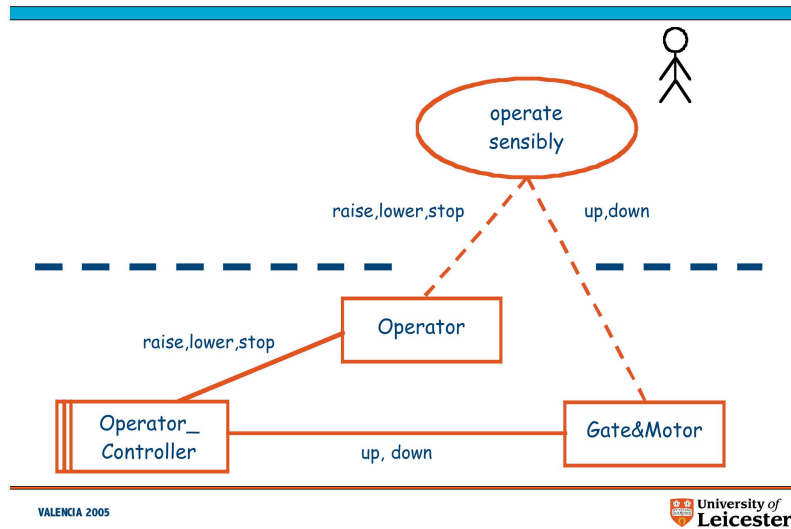 operate
sensibly
raise,lower,stop
up,down
Operator
raise,lower,stop
Operator_
Controller
Gate&Motor
up, down
VALENCIA 2005
University of
Leicester